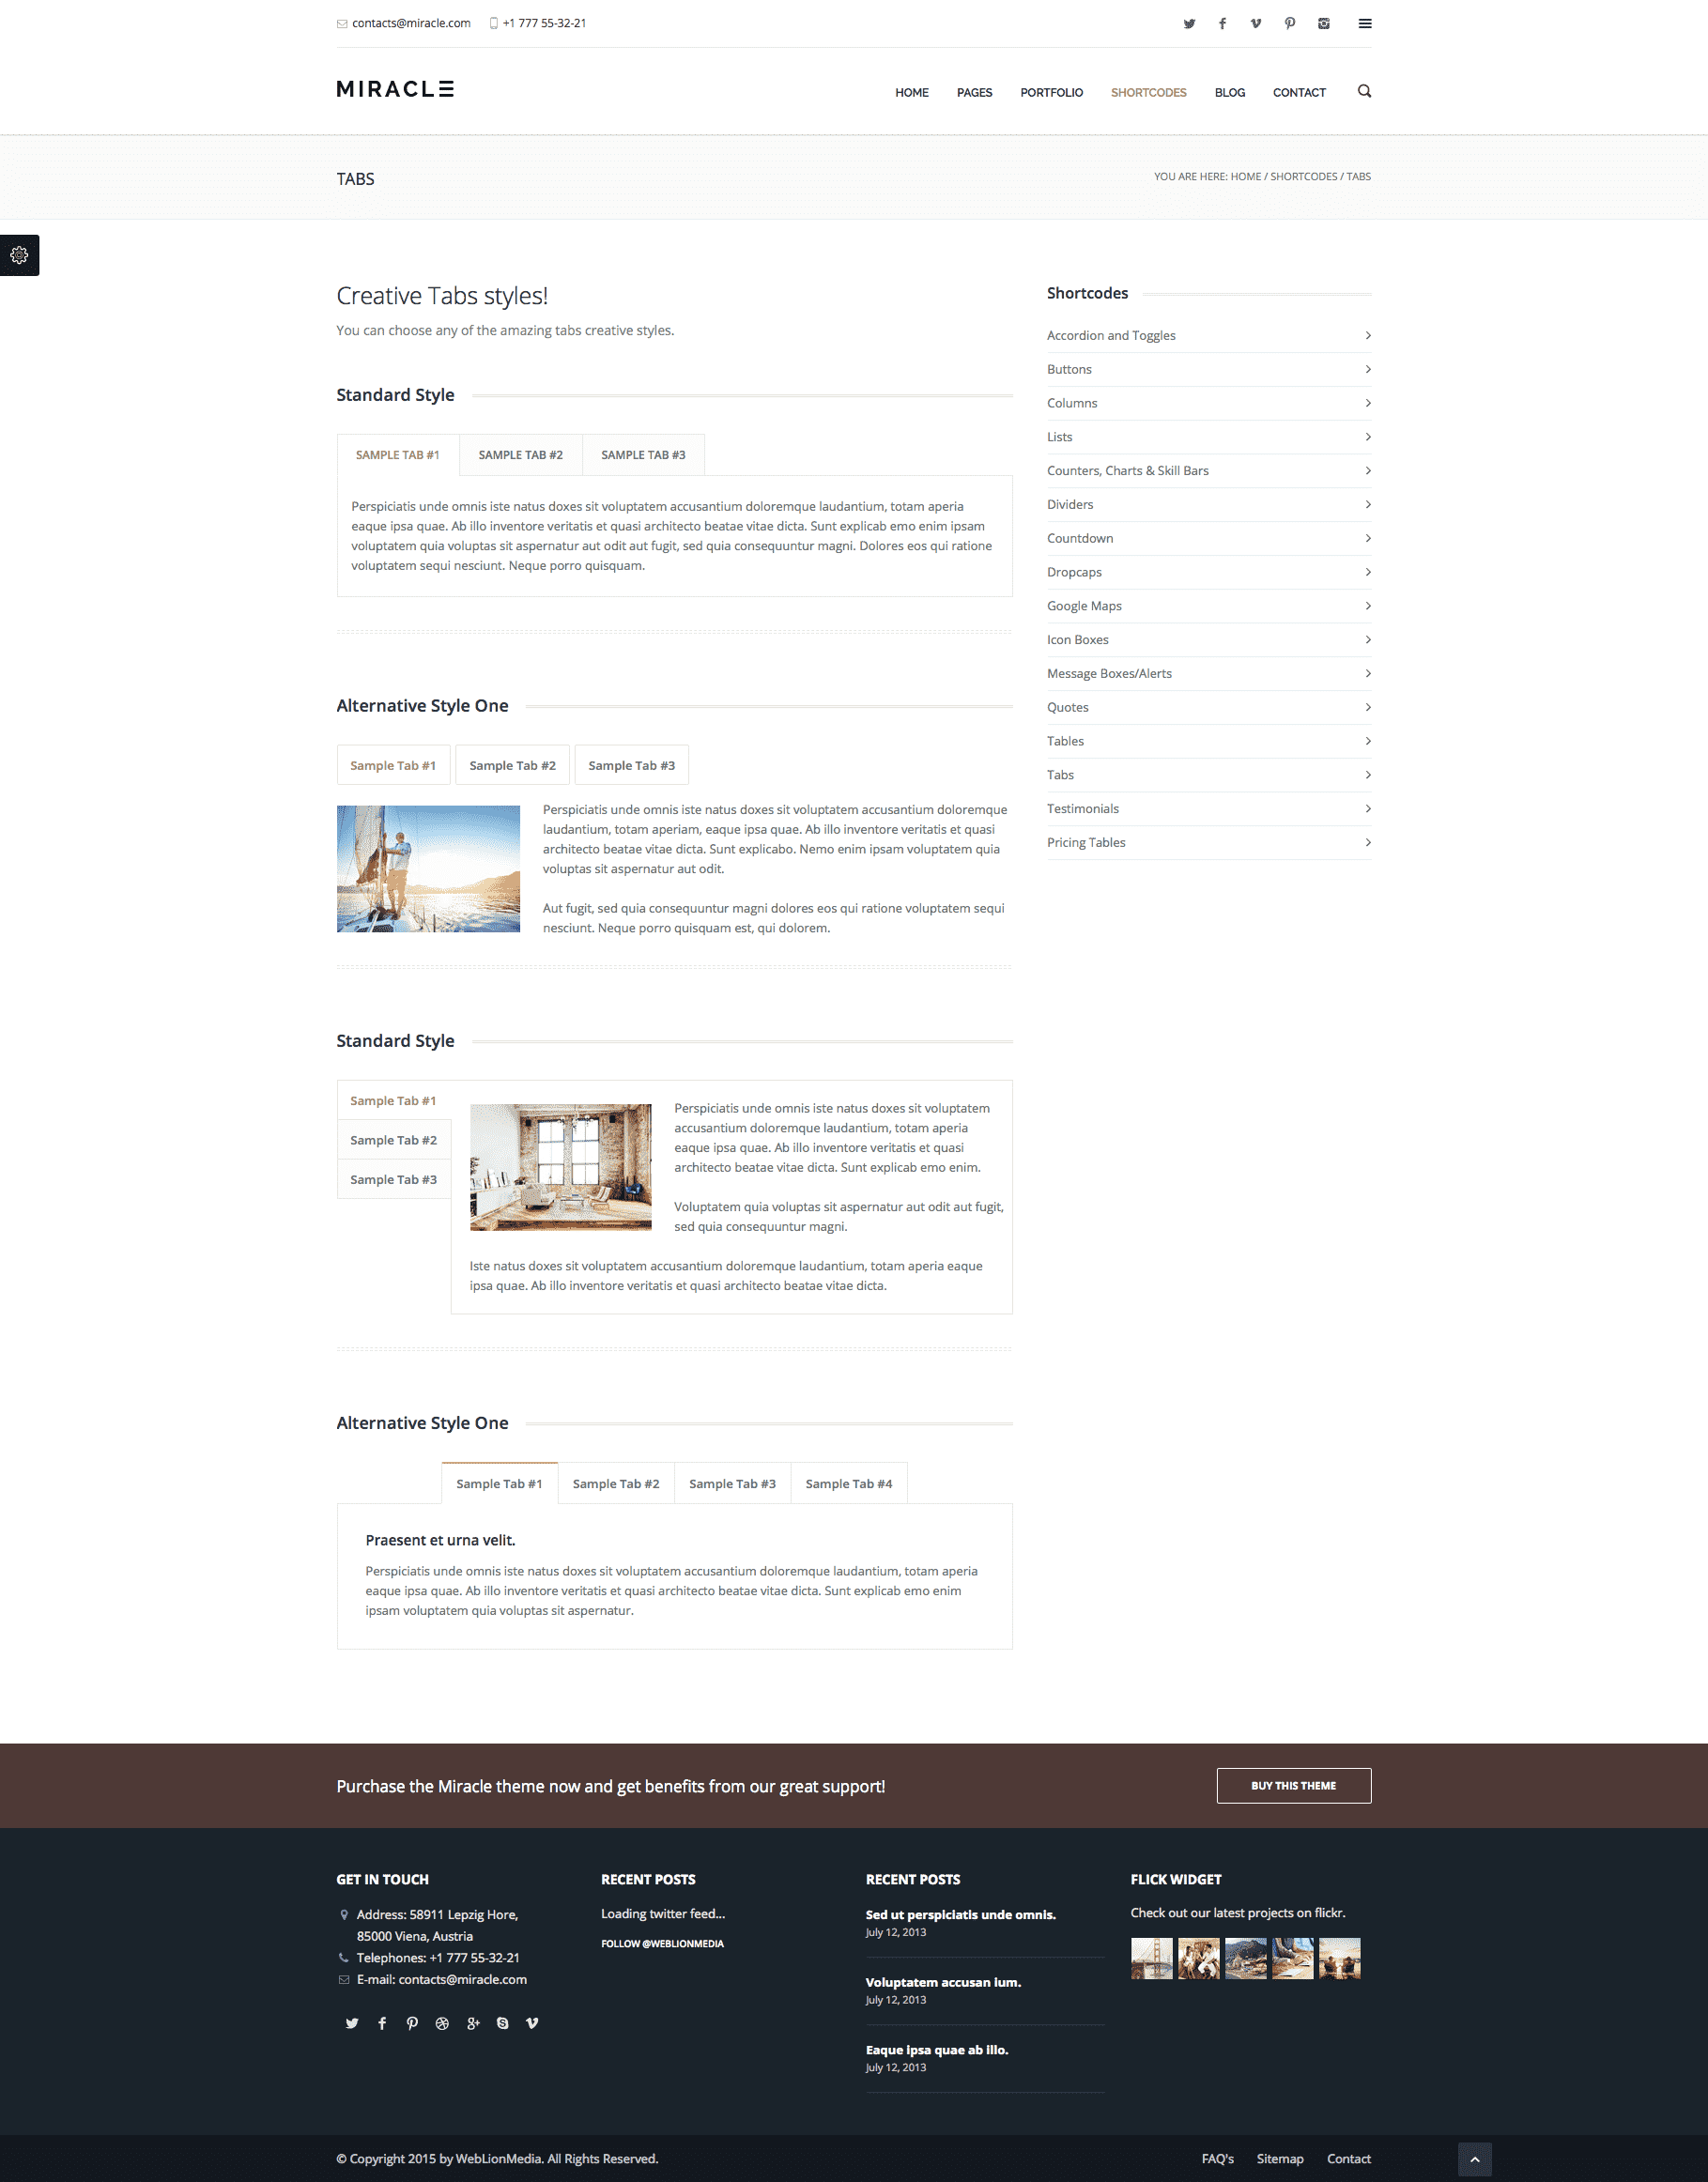 contacts@miracle.com +1 777 55-32-21
MIRACLE
HOME PAGES PORTFOLIO SHORTCODES BLOG CONTACT
TABS
YOU ARE HERE: HOME / SHORTCODES / TABS
Creative Tabs styles!
You can choose any of the amazing tabs creative styles.
Standard Style
SAMPLE TAB #1 SAMPLE TAB #2 SAMPLE TAB #3
Perspiciatis unde omnis iste natus doxes sit voluptatem accusantium doloremque laudantium, totam aperia
eaque ipsa quae. Ab illo inventore veritatis et quasi architecto beatae vitae dicta. Sunt explicab emo enim ipsam
voluptatem quia voluptas sit aspernatur aut odit aut fugit, sed quia consequuntur magni. Dolores eos qui ratione
voluptatem sequi nesciunt. Neque porro quisquam.
Alternative Style One
Sample Tab #1 Sample Tab #2 Sample Tab #3
Perspiciatis unde omnis iste natus doxes sit voluptatem accusantium doloremque
laudantium, totam aperiam, eaque ipsa quae. Ab illo inventore veritatis et quasi
architecto beatae vitae dicta. Sunt explicabo. Nemo enim ipsam voluptatem quia
voluptas sit aspernatur aut odit.
Aut fugit, sed quia consequuntur magni dolores eos qui ratione voluptatem sequi
nesciunt. Neque porro quisquam est, qui dolorem.
Standard Style
Sample Tab #1
Sample Tab #2
Sample Tab #3
Perspiciatis unde omnis iste natus doxes sit voluptatem
accusantium doloremque laudantium, totam aperia
eaque ipsa quae. Ab illo inventore veritatis et quasi
architecto beatae vitae dicta. Sunt explicab emo enim.
Voluptatem quia voluptas sit aspernatur aut odit aut fugit,
sed quia consequuntur magni.
Iste natus doxes sit voluptatem accusantium doloremque laudantium, totam aperia eaque
ipsa quae. Ab illo inventore veritatis et quasi architecto beatae vitae dicta.
Alternative Style One
Sample Tab #1 Sample Tab #2 Sample Tab #3 Sample Tab #4
Praesent et urna velit.
Perspiciatis unde omnis iste natus doxes sit voluptatem accusantium doloremque laudantium, totam aperia
eaque ipsa quae. Ab illo inventore veritatis et quasi architecto beatae vitae dicta. Sunt explicab emo enim
ipsam voluptatem quia voluptas sit aspernatur.
Shortcodes
Accordion and Toggles
Buttons
Columns
Lists
Counters, Charts & Skill Bars
Dividers
Countdown
Dropcaps
Google Maps
Icon Boxes
Message Boxes/Alerts
Quotes
Tables
Tabs
Testimonials
Pricing Tables
Purchase the Miracle theme now and get benefits from our great support!
BUY THIS THEME
GET IN TOUCH
Address: 58911 Lepzig Hore,
85000 Viena, Austria
Telephones: +1 777 55-32-21
E-mail: contacts@miracle.com
RECENT POSTS
Loading twitter feed...
FOLLOW @WEBLIONMEDIA
RECENT POSTS
Sed ut perspiciatis unde omnis.
July 12, 2013
Voluptatem accusan ium.
July 12, 2013
Eaque ipsa quae ab illo.
July 12, 2013
FLICK WIDGET
Check out our latest projects on flickr.
© Copyright 2015 by WebLionMedia. All Rights Reserved.
FAQ's Sitemap Contact